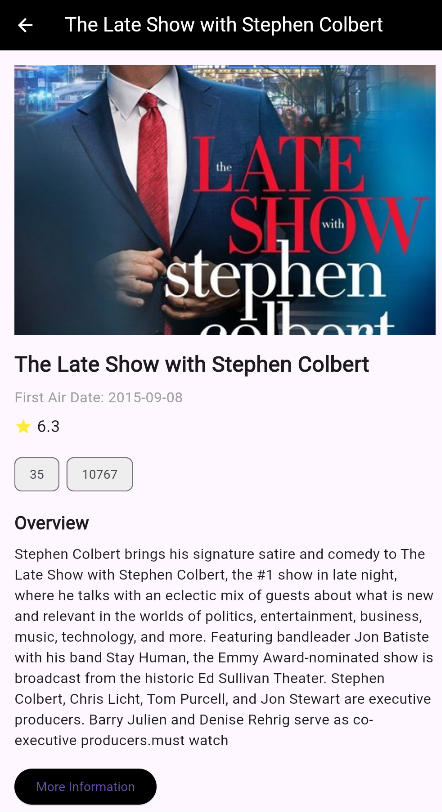 The Late Show with Stephen Colbert
the
LATE
SHOW
with
stephen
colbert
The Late Show with Stephen Colbert
First Air Date: 2015-09-08
6.3
35 10767
Overview
Stephen Colbert brings his signature satire and comedy to The
Late Show with Stephen Colbert, the #1 show in late night,
where he talks with an eclectic mix of guests about what is new
and relevant in the worlds of politics, entertainment, business,
music, technology, and more. Featuring bandleader Jon Batiste
with his band Stay Human, the Emmy Award-nominated show is
broadcast from the historic Ed Sullivan Theater. Stephen
Colbert, Chris Licht, Tom Purcell, and Jon Stewart are executive
producers. Barry Julien and Denise Rehrig serve as co-
executive producers.must watch
More Information